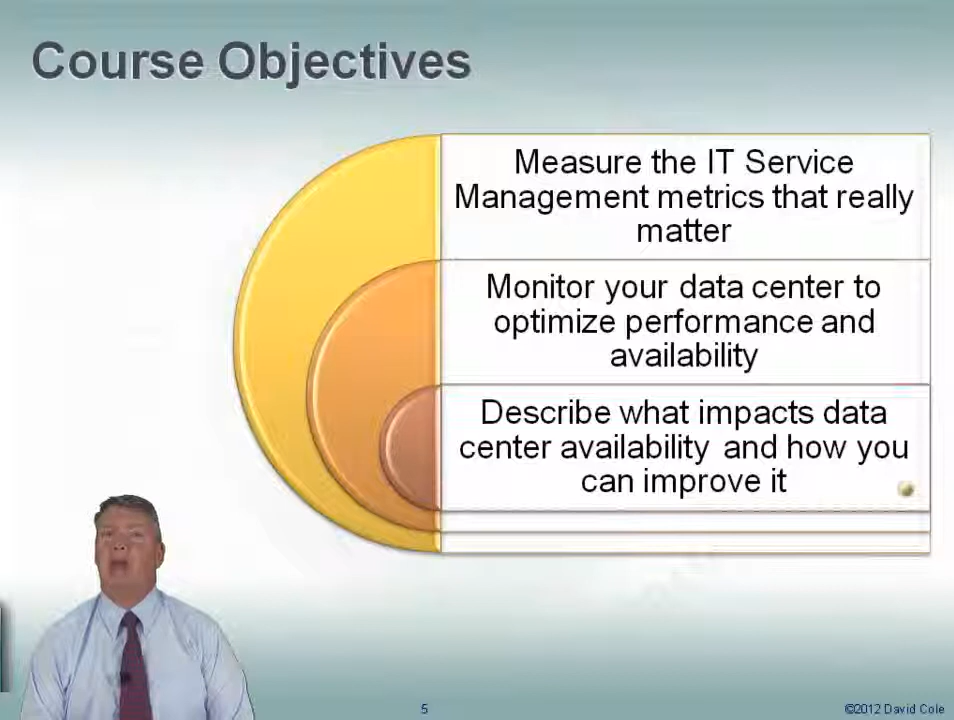 Course Objectives
Measure the IT Service
Management metrics that really
matter
Monitor your data center to
optimize performance and
availability
Describe what impacts data
center availability and how you
can improve it
5
©2012 David Cole